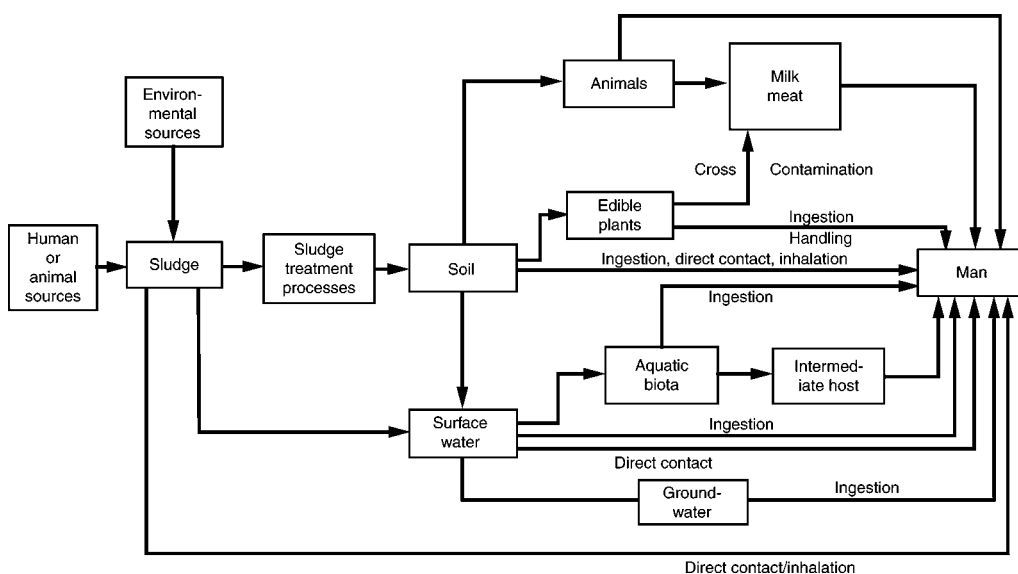 Environ-
mental
sources
Human
or
animal
sources
Sludge
Sludge
treatment
processes
Soil
Animals
Milk
meat
Cross Contamination
Edible
plants
Ingestion
Handling
Ingestion, direct contact, inhalation
Man
Ingestion
Aquatic
biota
Intermed-
iate host
Surface
water
Ingestion
Direct contact
Ground-
water
Ingestion
Direct contact/inhalation